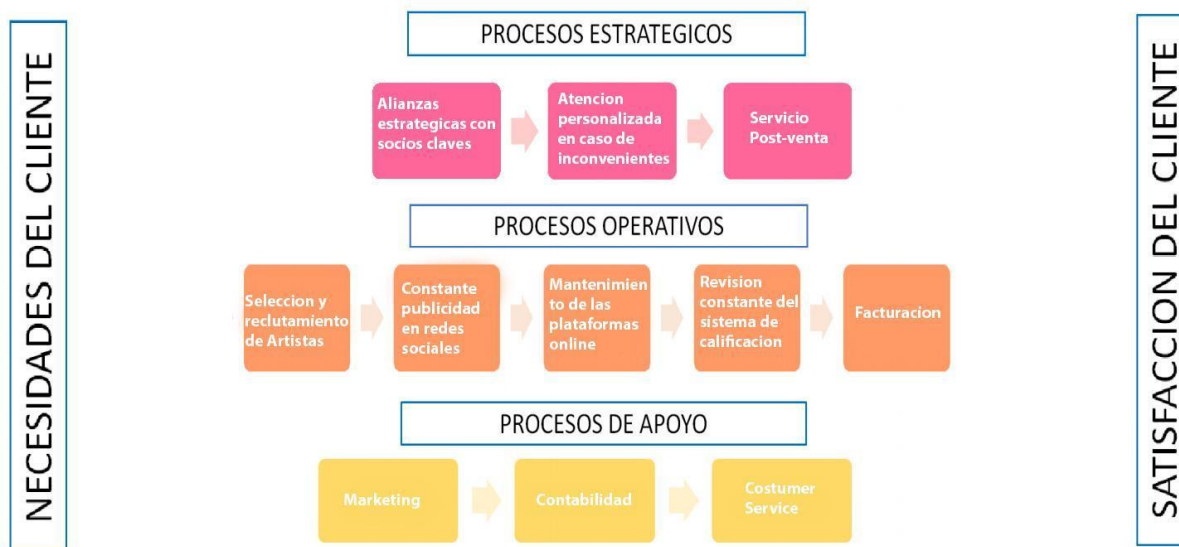 NECESIDADES DEL CLIENTE
PROCESOS ESTRATEGICOS
Alianzas
estrategicas con
socios claves
Atencion
personalizada
en caso de
inconvenientes
Servicio
Post-venta
PROCESOS OPERATIVOS
Seleccion y
reclutamiento
de Artistas
Constante
publicidad
en redes
sociales
Mantenimien
to de las
plataformas
online
Revision
constante del
sistema de
calificacion
Facturacion
PROCESOS DE APOYO
Marketing
Contabilidad
Costumer
Service
SATISFACCION DEL CLIENTE